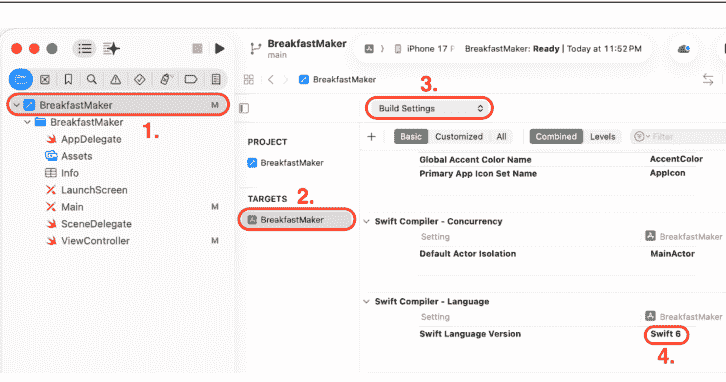 BreakfastMaker
main
iPhone 17
BreakfastMaker: Ready | Today at 11:52 PM
BreakfastMaker
3.
BreakfastMaker M
1.
BreakfastMaker
AppDelegate
Assets
Info
LaunchScreen
Main M
SceneDelegate
ViewController M
PROJECT
BreakfastMaker
TARGETS
2.
BreakfastMaker
Build Settings
Basic Customized All Combined Levels Filter
Global Accent Color Name AccentColor
Primary App Icon Set Name AppIcon
Swift Compiler - Concurrency
Setting BreakfastMaker
Default Actor Isolation MainActor
Swift Compiler - Language
Setting BreakfastMaker
Swift Language Version Swift 6
4.